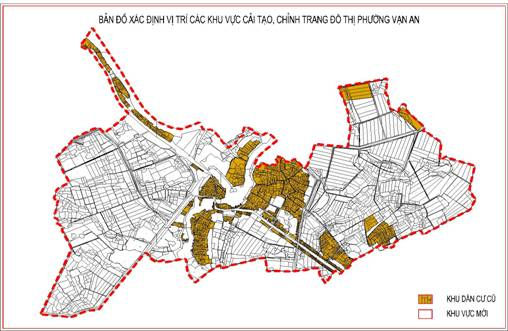 BẢN ĐỒ XÁC ĐỊNH VỊ TRÍ CÁC KHU VỰC CẢI TẠO, CHỈNH TRANG ĐÔ THỊ PHƯỜNG VẠN AN
KHU DÂN CƯ CŨ
KHU VỰC MỚI